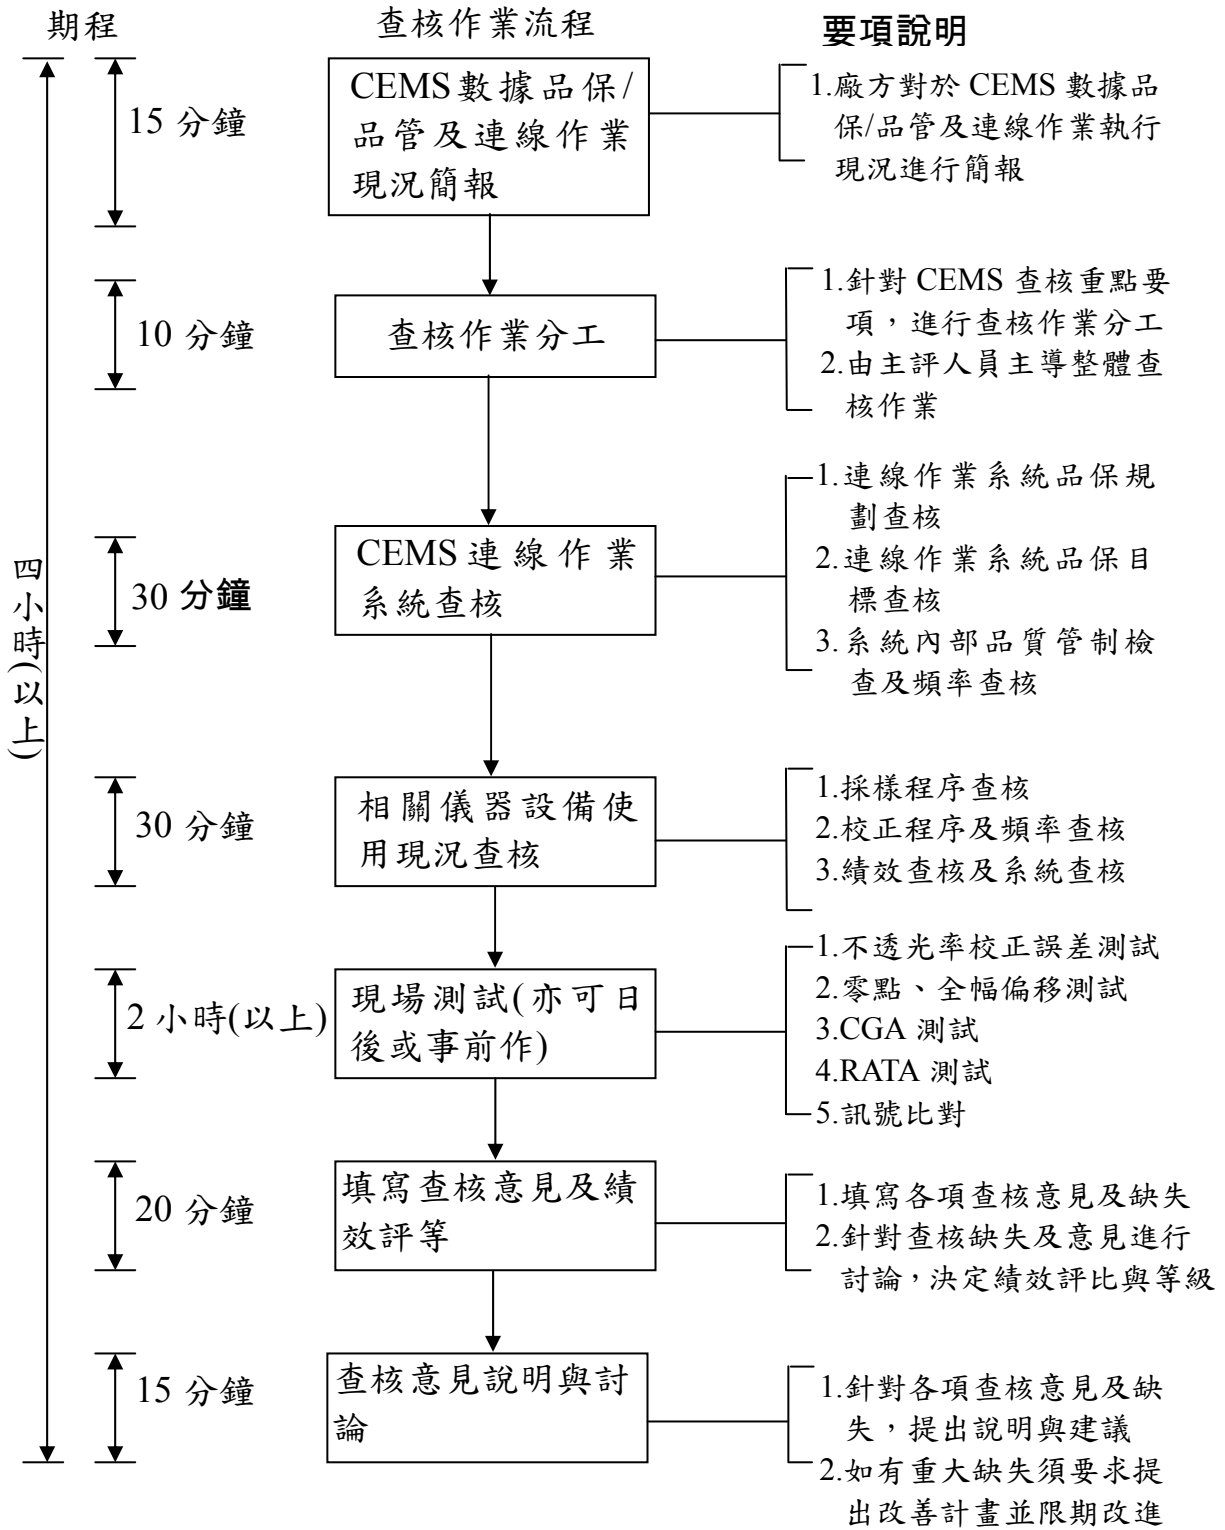 期程
查核作業流程
要項說明
四小時(以上)
15 分鐘
CEMS 數據品保/
品管及連線作業
現況簡報
1.廠方對於 CEMS 數據品
保/品管及連線作業執行
現況進行簡報
10 分鐘
查核作業分工
1.針對 CEMS 查核重點要
項，進行查核作業分工
2.由主評人員主導整體查
核作業
30 分鐘
CEMS 連線作業
系統查核
1.連線作業系統品保規
劃查核
2.連線作業系統品保目
標查核
3.系統內部品質管制檢
查及頻率查核
30 分鐘
相關儀器設備使
用現況查核
1.採樣程序查核
2.校正程序及頻率查核
3.績效查核及系統查核
2 小時(以上)
現場測試(亦可日
後或事前作)
1.不透光率校正誤差測試
2.零點、全幅偏移測試
3.CGA 測試
4.RATA 測試
5.訊號比對
20 分鐘
填寫查核意見及績
效評等
1.填寫各項查核意見及缺失
2.針對查核缺失及意見進行
討論，決定績效評比與等級
15 分鐘
查核意見說明與討
論
1.針對各項查核意見及缺
失，提出說明與建議
2.如有重大缺失須要求提
出改善計畫並限期改進